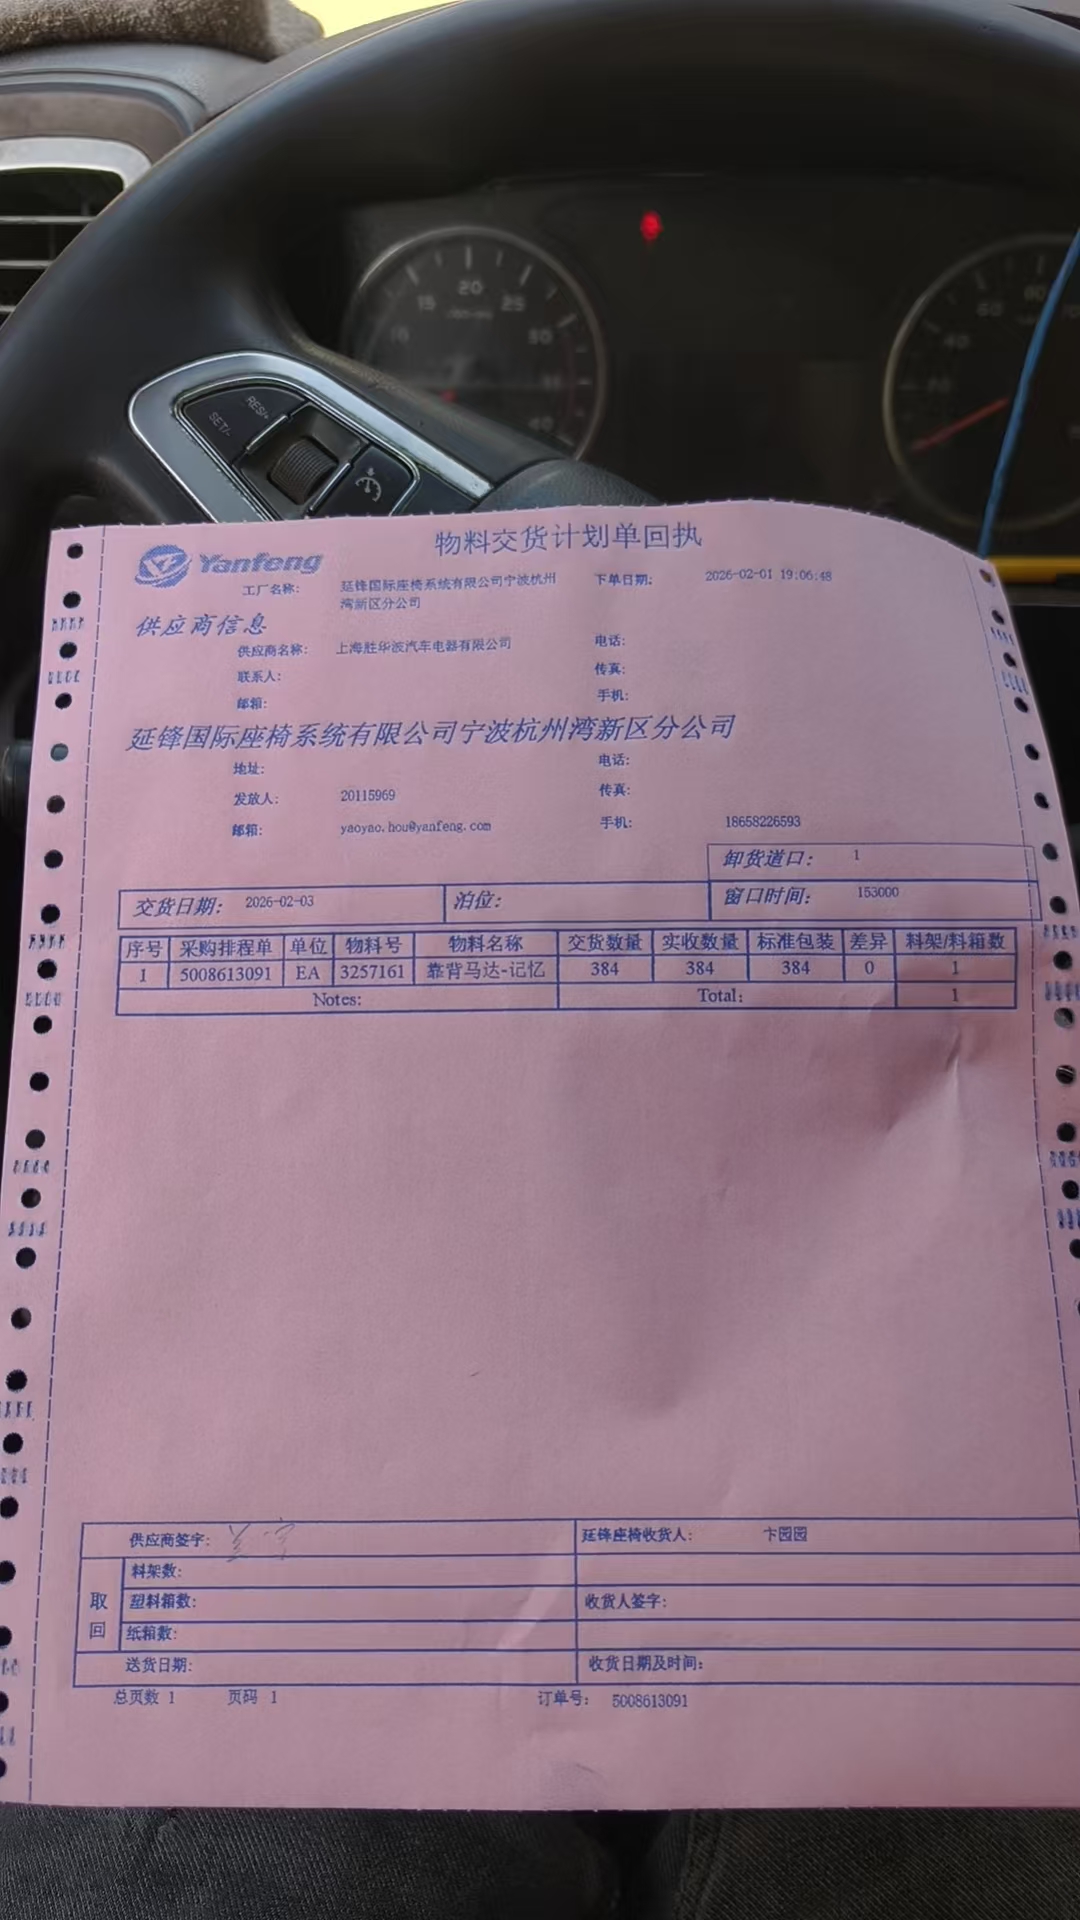 15 20 25
30
40
RES/+
SET/-
Yanfeng 物料交货计划单回执
工厂名称: 延锋国际座椅系统有限公司宁波杭州湾新区分公司 下单日期: 2026-02-01 19:06:48
供应商信息
供应商名称: 上海胜华波汽车电器有限公司 电话:
联系人: 传真:
邮箱: 手机:
延锋国际座椅系统有限公司宁波杭州湾新区分公司
地址: 电话:
发放人: 20115969 传真:
邮箱: yaoyao.hou@yanfeng.com 手机: 18658226593
卸货道口: 1
交货日期: 2026-02-03 泊位: 窗口时间: 153000
序号 采购排程单 单位 物料号 物料名称 交货数量 实收数量 标准包装 差异 料架/料箱数
1 5008613091 EA 3257161 靠背马达-记忆 384 384 384 0 1
Notes: Total: 1
供应商签字: 延锋座椅收货人: 卞园园
取回
料架数:
塑料箱数: 收货人签字:
纸箱数:
送货日期: 收货日期及时间:
总页数 1 页码 1 订单号: 5008613091